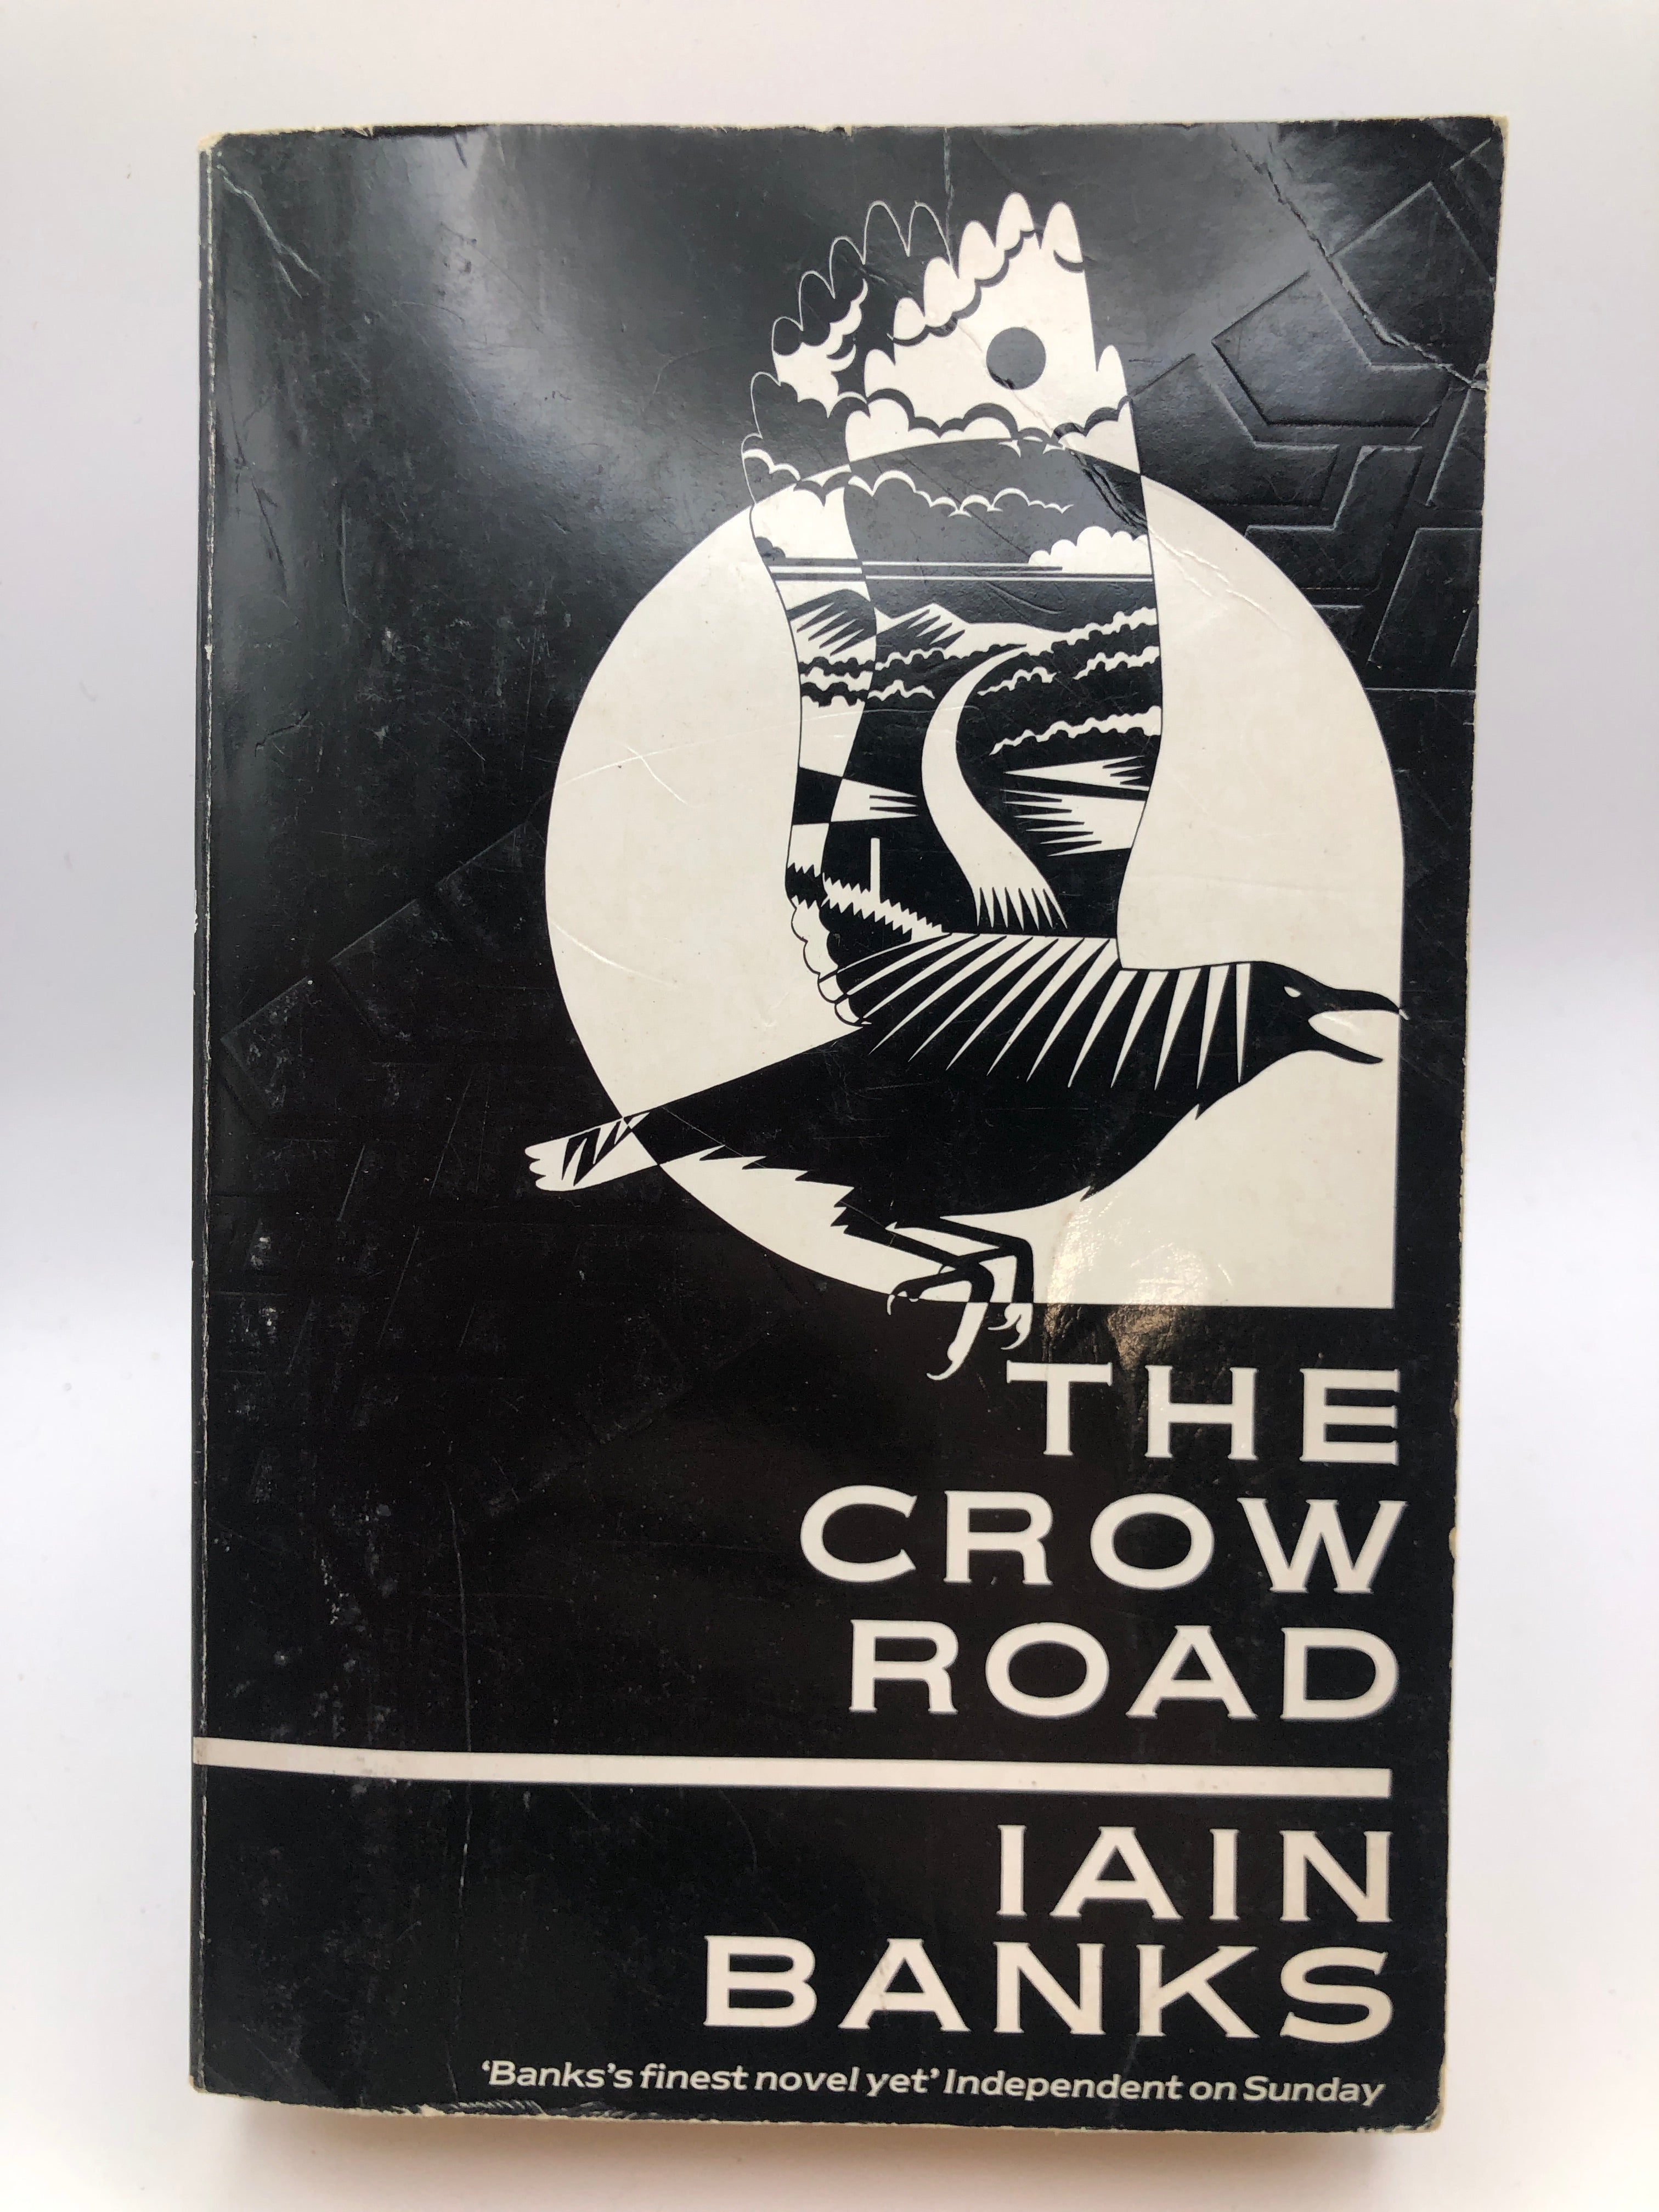 THE
CROW
ROAD
IAIN
BANKS
‘Banks’s finest novel yet’ Independent on Sunday